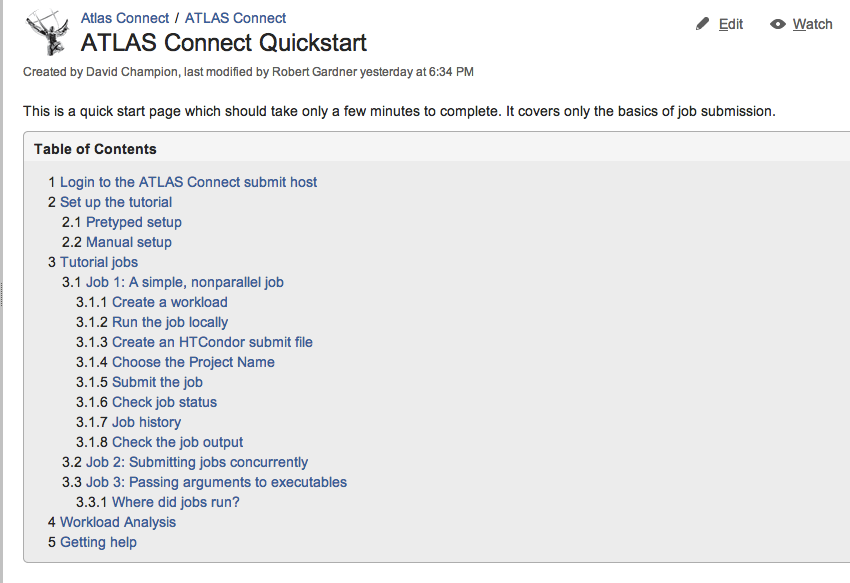 Atlas Connect / ATLAS Connect
ATLAS Connect Quickstart
Edit
Watch
Created by David Champion, last modified by Robert Gardner yesterday at 6:34 PM
This is a quick start page which should take only a few minutes to complete. It covers only the basics of job submission.
Table of Contents
1 Login to the ATLAS Connect submit host
2 Set up the tutorial
2.1 Pretyped setup
2.2 Manual setup
3 Tutorial jobs
3.1 Job 1: A simple, nonparallel job
3.1.1 Create a workload
3.1.2 Run the job locally
3.1.3 Create an HTCondor submit file
3.1.4 Choose the Project Name
3.1.5 Submit the job
3.1.6 Check job status
3.1.7 Job history
3.1.8 Check the job output
3.2 Job 2: Submitting jobs concurrently
3.3 Job 3: Passing arguments to executables
3.3.1 Where did jobs run?
4 Workload Analysis
5 Getting help